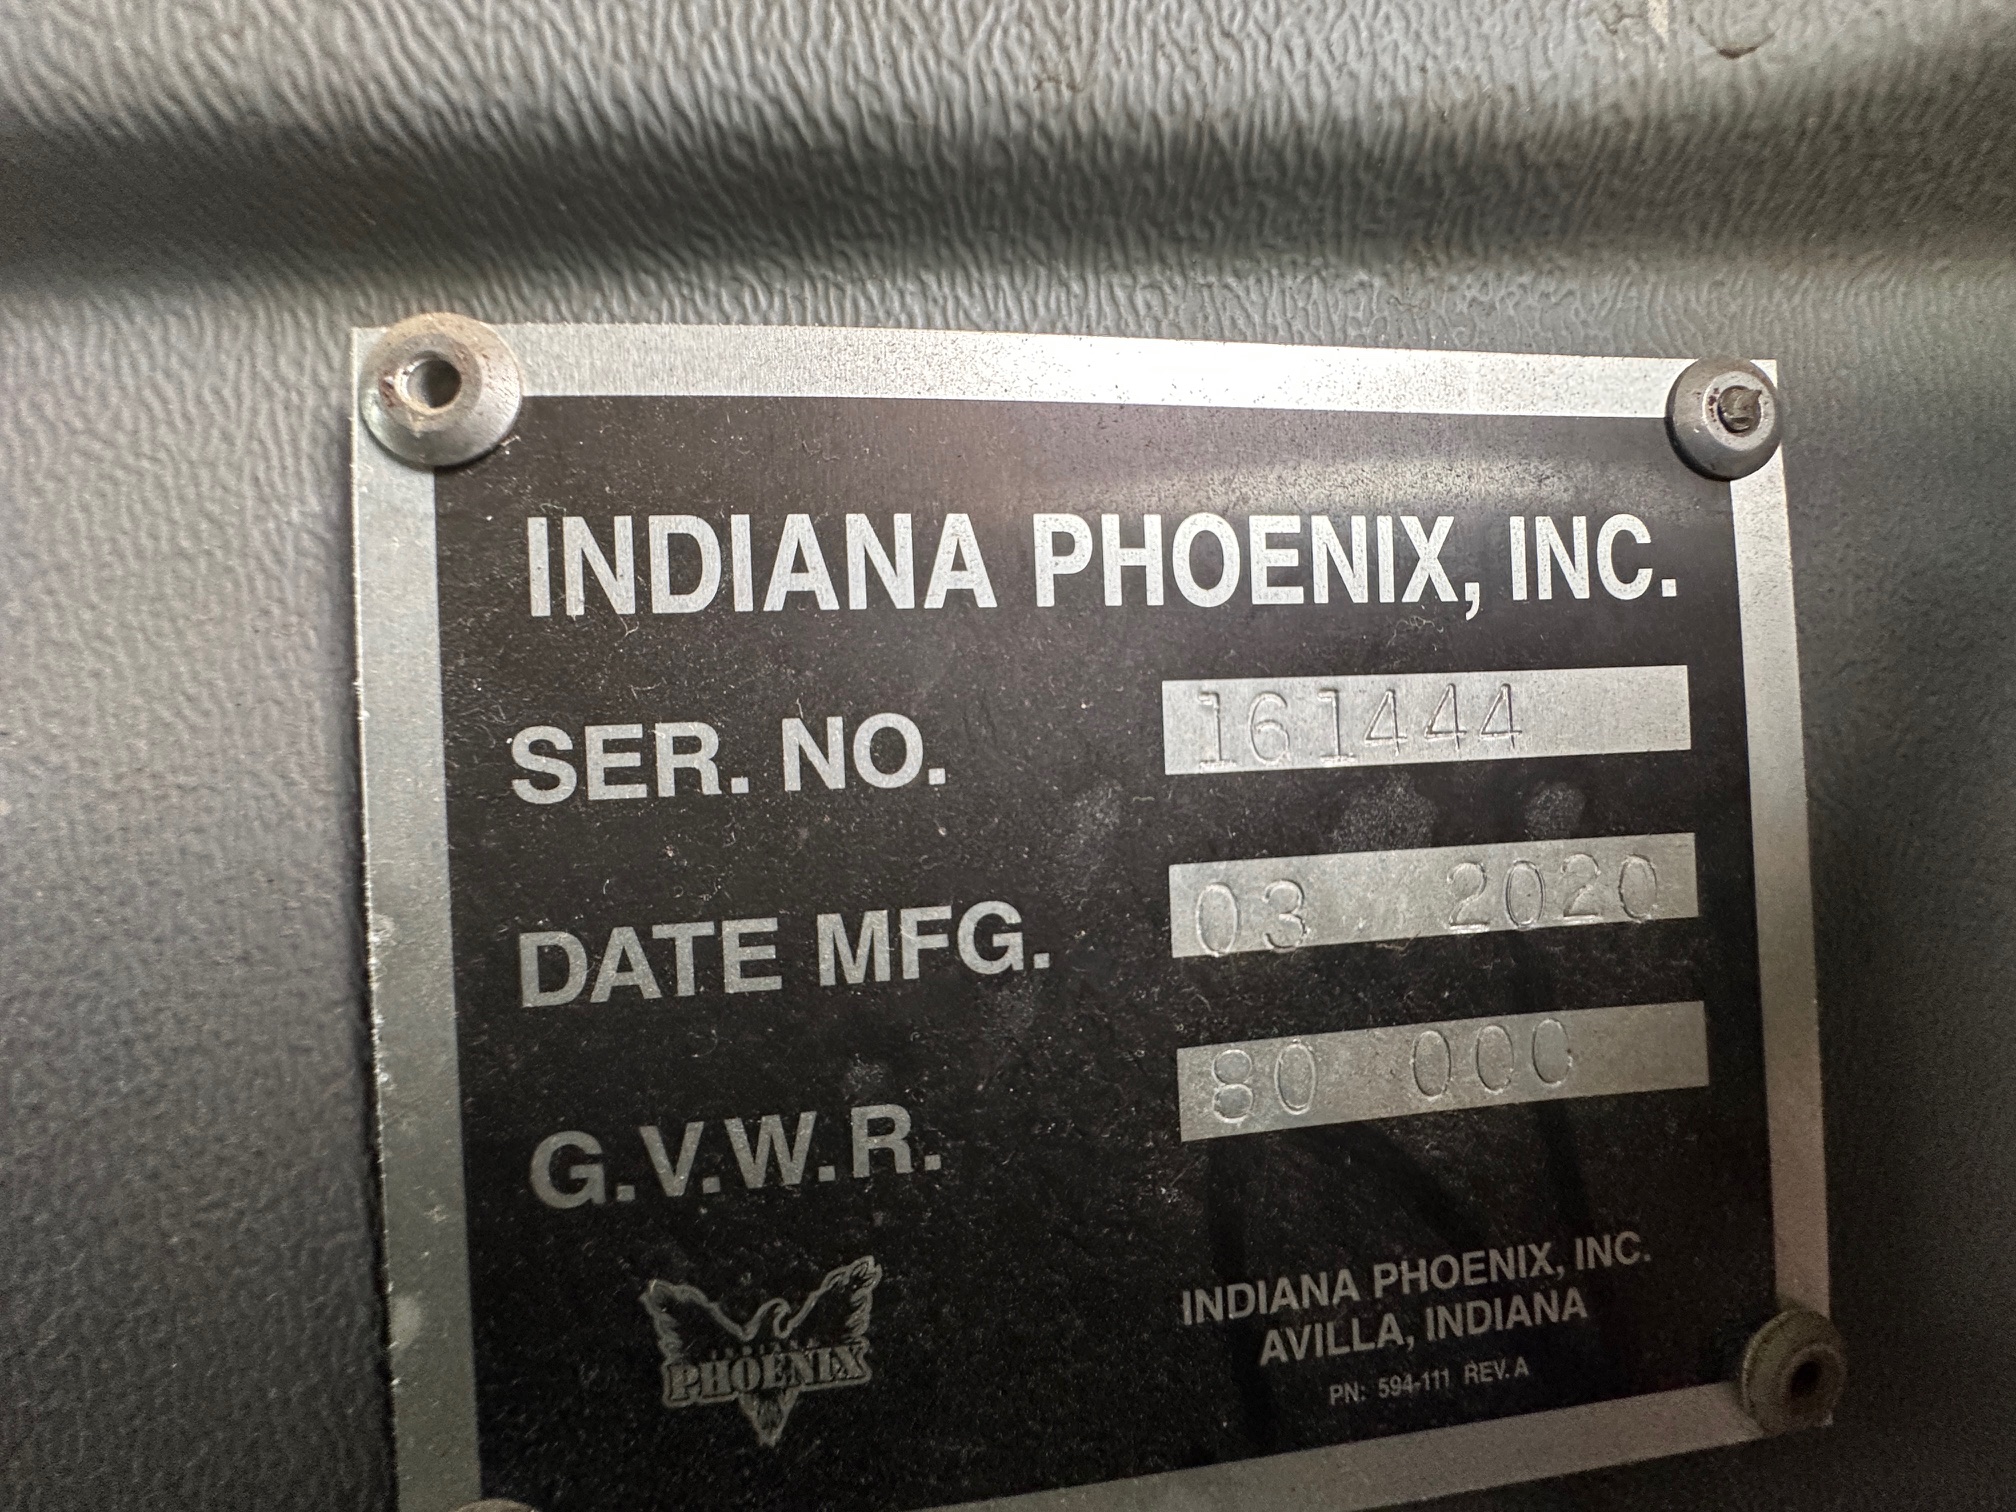 INDIANA PHOENIX, INC.
SER. NO. 161444
DATE MFG. 03 2020
G.V.W.R. 80 000
INDIANA
PHOENIX
INDIANA PHOENIX, INC.
AVILLA, INDIANA
PN: 594-111 REV. A